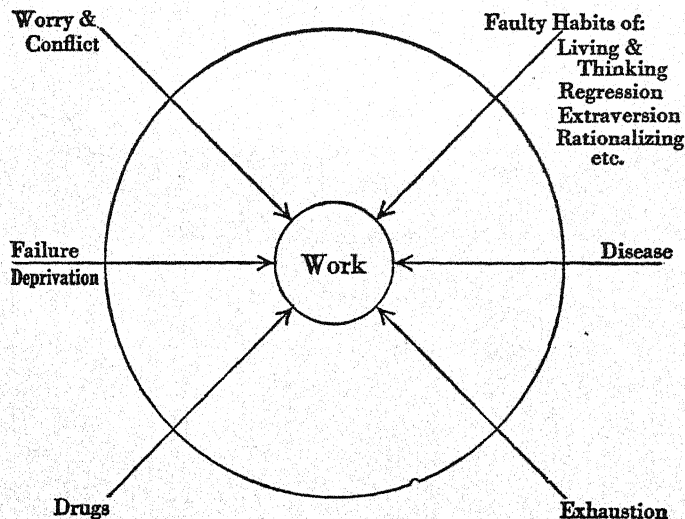 Worry &
Conflict
Faulty Habits of:
Living &
Thinking
Regression
Extraversion
Rationalizing
etc.
Failure
Deprivation
Work
Disease
Drugs
Exhaustion